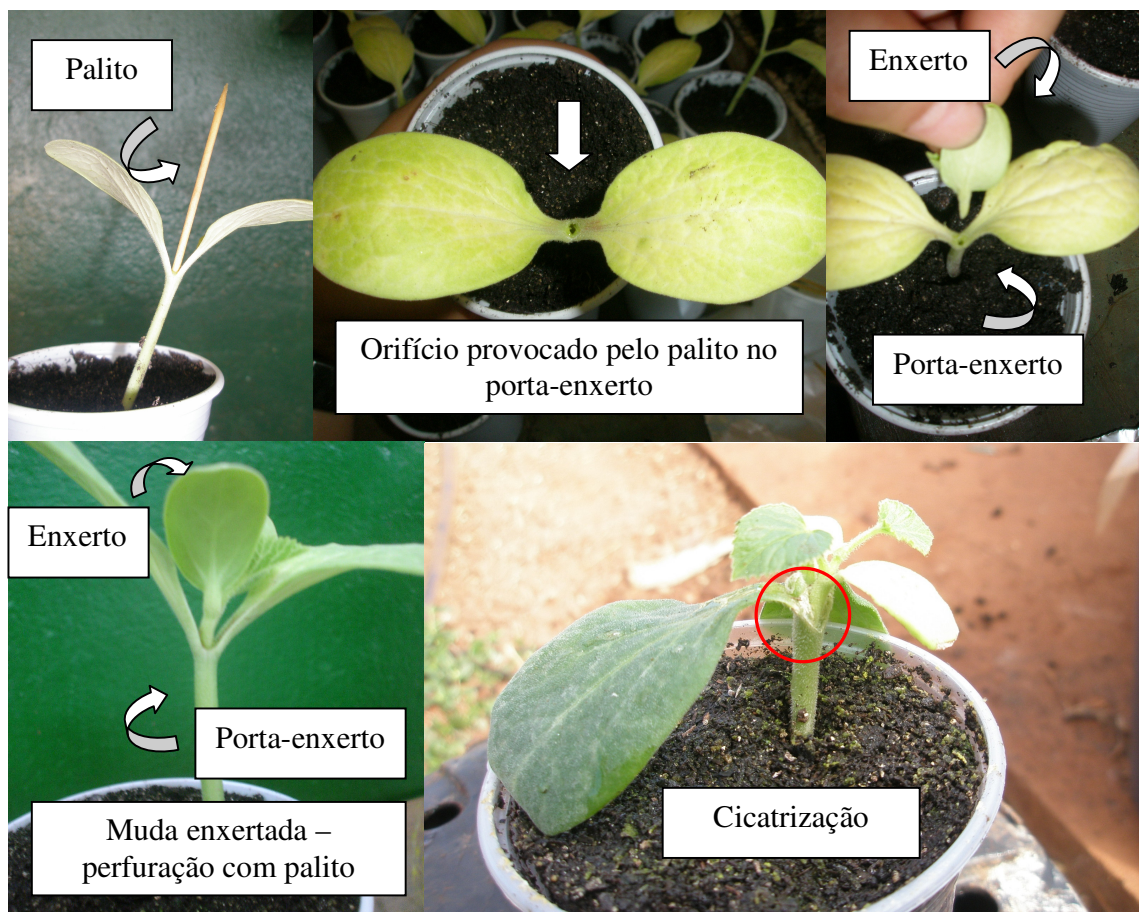 Palito
Orifício provocado pelo palito no
porta-enxerto
Enxerto
Porta-enxerto
Enxerto
Porta-enxerto
Muda enxertada –
perfuração com palito
Cicatrização